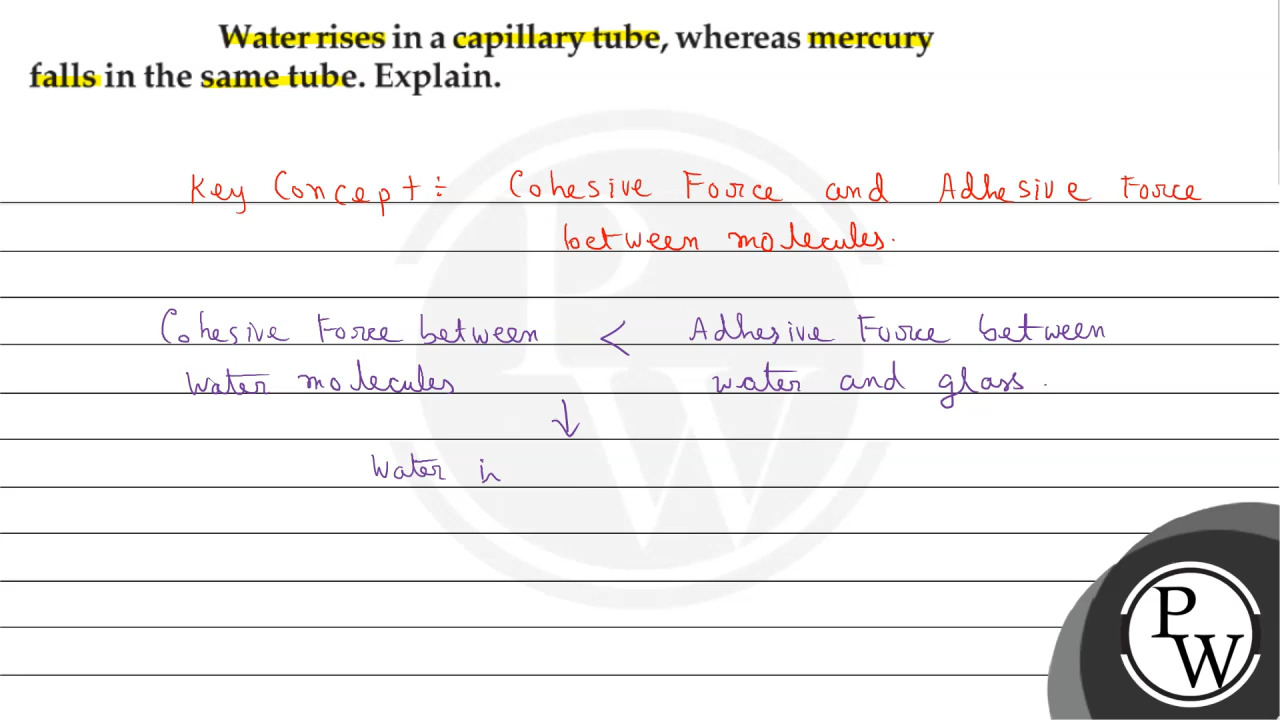 Water rises in a capillary tube, whereas mercury
falls in the same tube. Explain.
Key Concept ÷ Cohesive Force and Adhesive Force
between molecules.
Cohesive Force between < Adhesive Force between
Water molecules water and glass.
↓
Water in
P
W
P
W